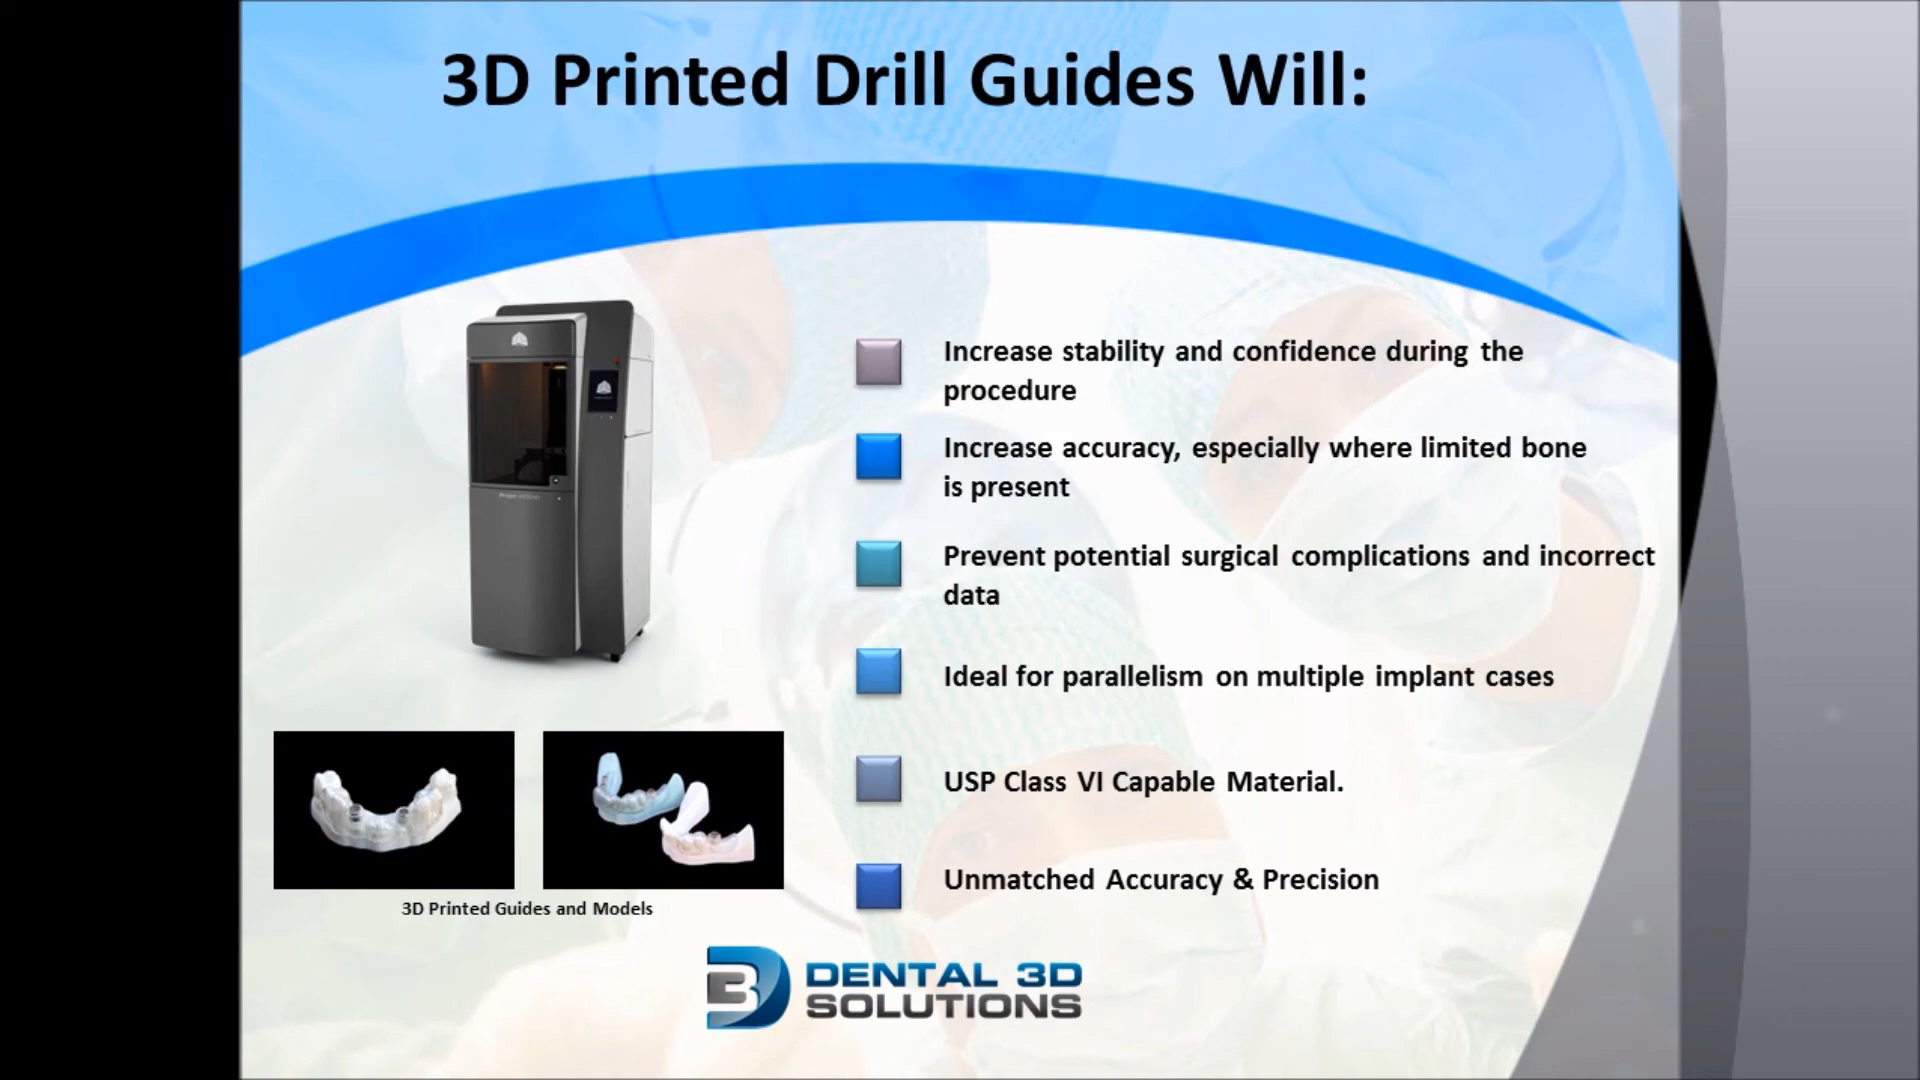 3D Printed Drill Guides Will:
Increase stability and confidence during the
procedure
Increase accuracy, especially where limited bone
is present
Prevent potential surgical complications and incorrect
data
Ideal for parallelism on multiple implant cases
USP Class VI Capable Material.
Unmatched Accuracy & Precision
3D Printed Guides and Models
3D
DENTAL 3D
SOLUTIONS